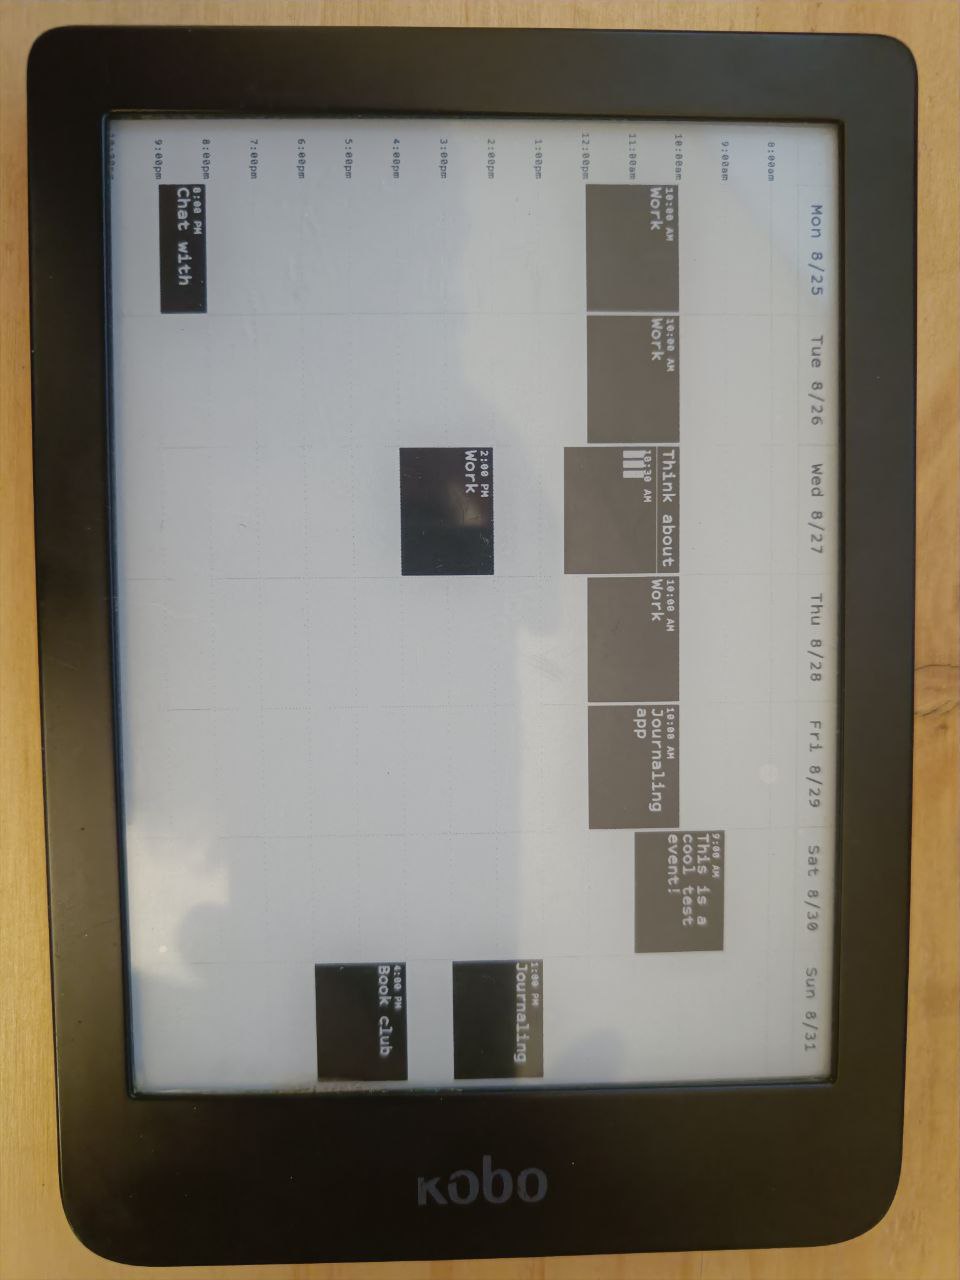 Mon 8/25
Tue 8/26
Wed 8/27
Thu 8/28
Fri 8/29
Sat 8/30
Sun 8/31
8:00am
9:00am
10:00am
11:00am
12:00pm
1:00pm
2:00pm
3:00pm
4:00pm
5:00pm
6:00pm
7:00pm
8:00pm
9:00pm
10:00 AM
Work
8:00 PM
Chat with
10:00 AM
Work
Think about
10:30 AM
2:00 PM
Work
10:00 AM
Work
10:00 AM
Journaling
app
9:00 AM
This is a
cool test
event!
1:00 PM
Journaling
4:00 PM
Book club
kobo